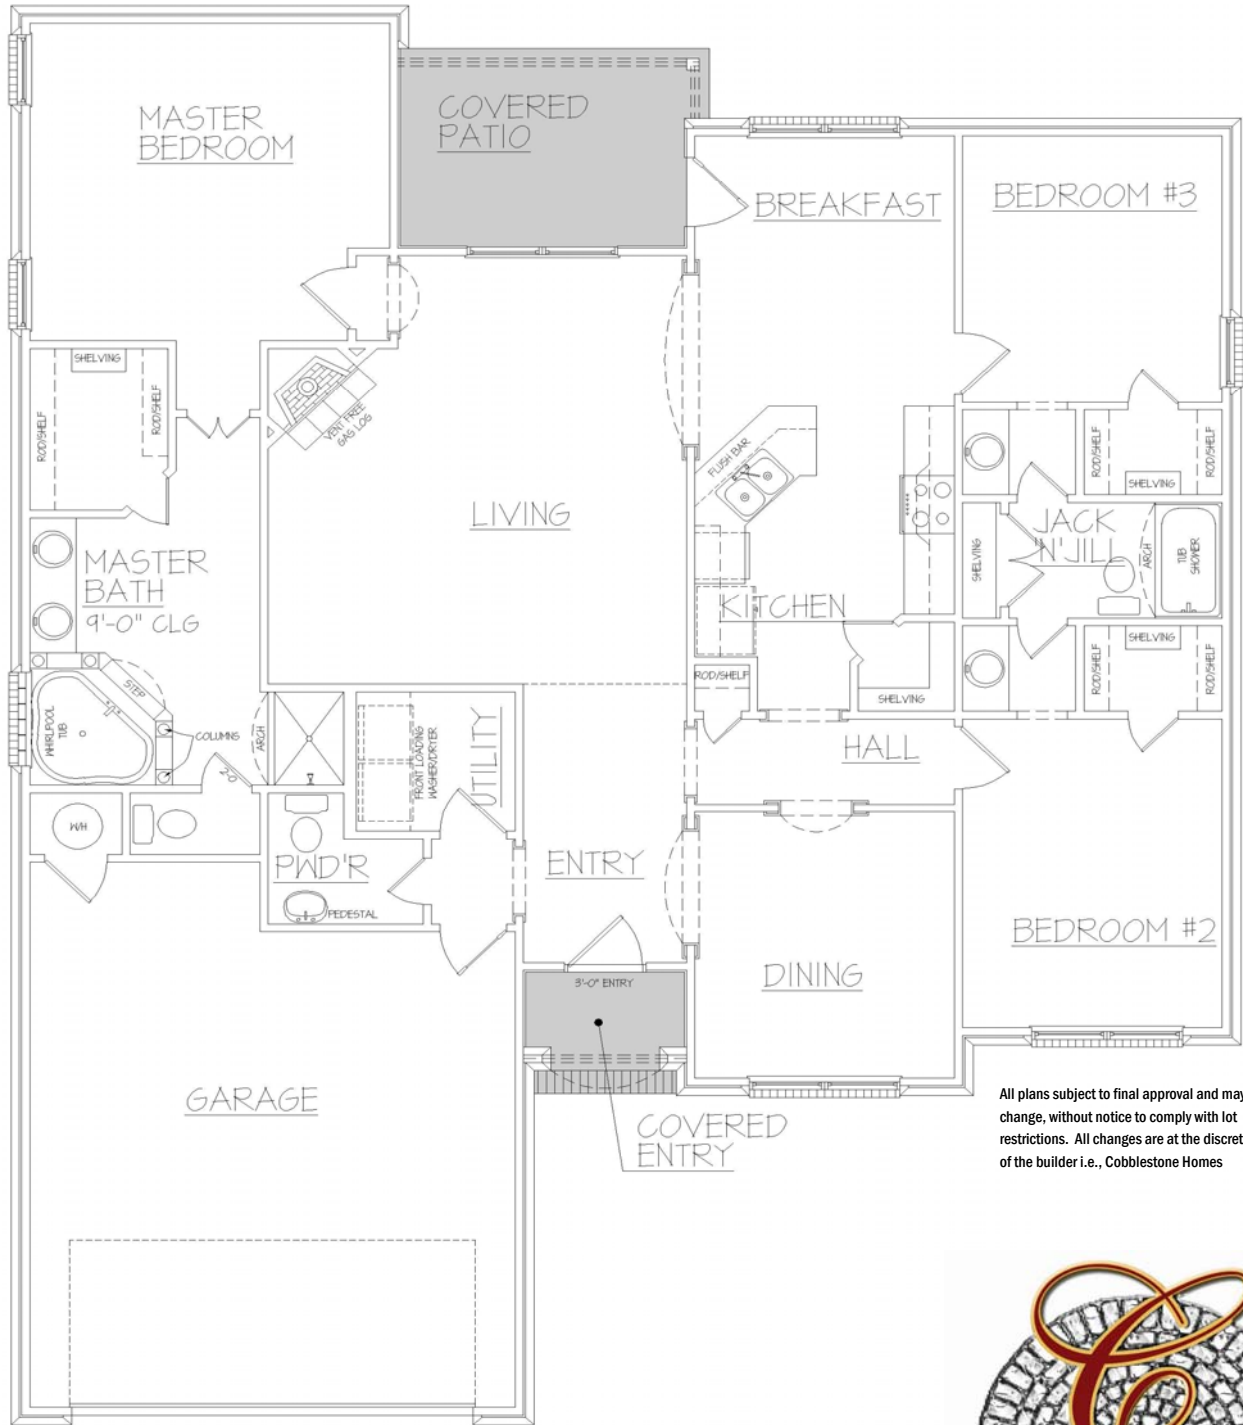 MASTER
BEDROOM
COVERED
PATIO
BREAKFAST
BEDROOM #3
SHELVING
ROD/SHELF
ROD/SHELF
VENT FREE
GAS LOG
FLUSH BAR
LIVING
ROD/SHELF
ROD/SHELF
SHELVING
MASTER
BATH
9'-0" CLG
JACK
'N'JILL
SHELVING
ARCH
TUB
SHOWER
KITCHEN
STEP
WHIRLPOOL
TUB
COLUMNS
ARCH
2-0
ROD/SHELF
SHELVING
SHELVING
ROD/SHELF
ROD/SHELF
FRONT LOADING
WASHER/DRYER
UTILITY
HALL
W/H
PWD'R
PEDESTAL
ENTRY
3'-0" ENTRY
DINING
BEDROOM #2
GARAGE
COVERED
ENTRY
All plans subject to final approval and may
change, without notice to comply with lot
restrictions. All changes are at the discret
of the builder i.e., Cobblestone Homes
C